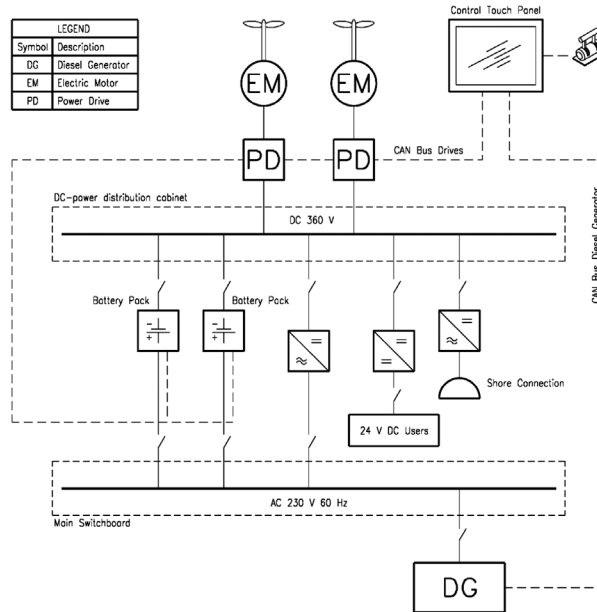 LEGEND
Symbol Description
DG Diesel Generator
EM Electric Motor
PD Power Drive
Control Touch Panel
EM
EM
PD
PD
CAN Bus Drives
DC-power distribution cabinet
DC 360 V
CAN Bus Diesel Generator
Battery Pack
Battery Pack
- +
- +
= ≈
= =
= ≈
Shore Connection
24 V DC Users
AC 230 V 60 Hz
Main Switchboard
DG